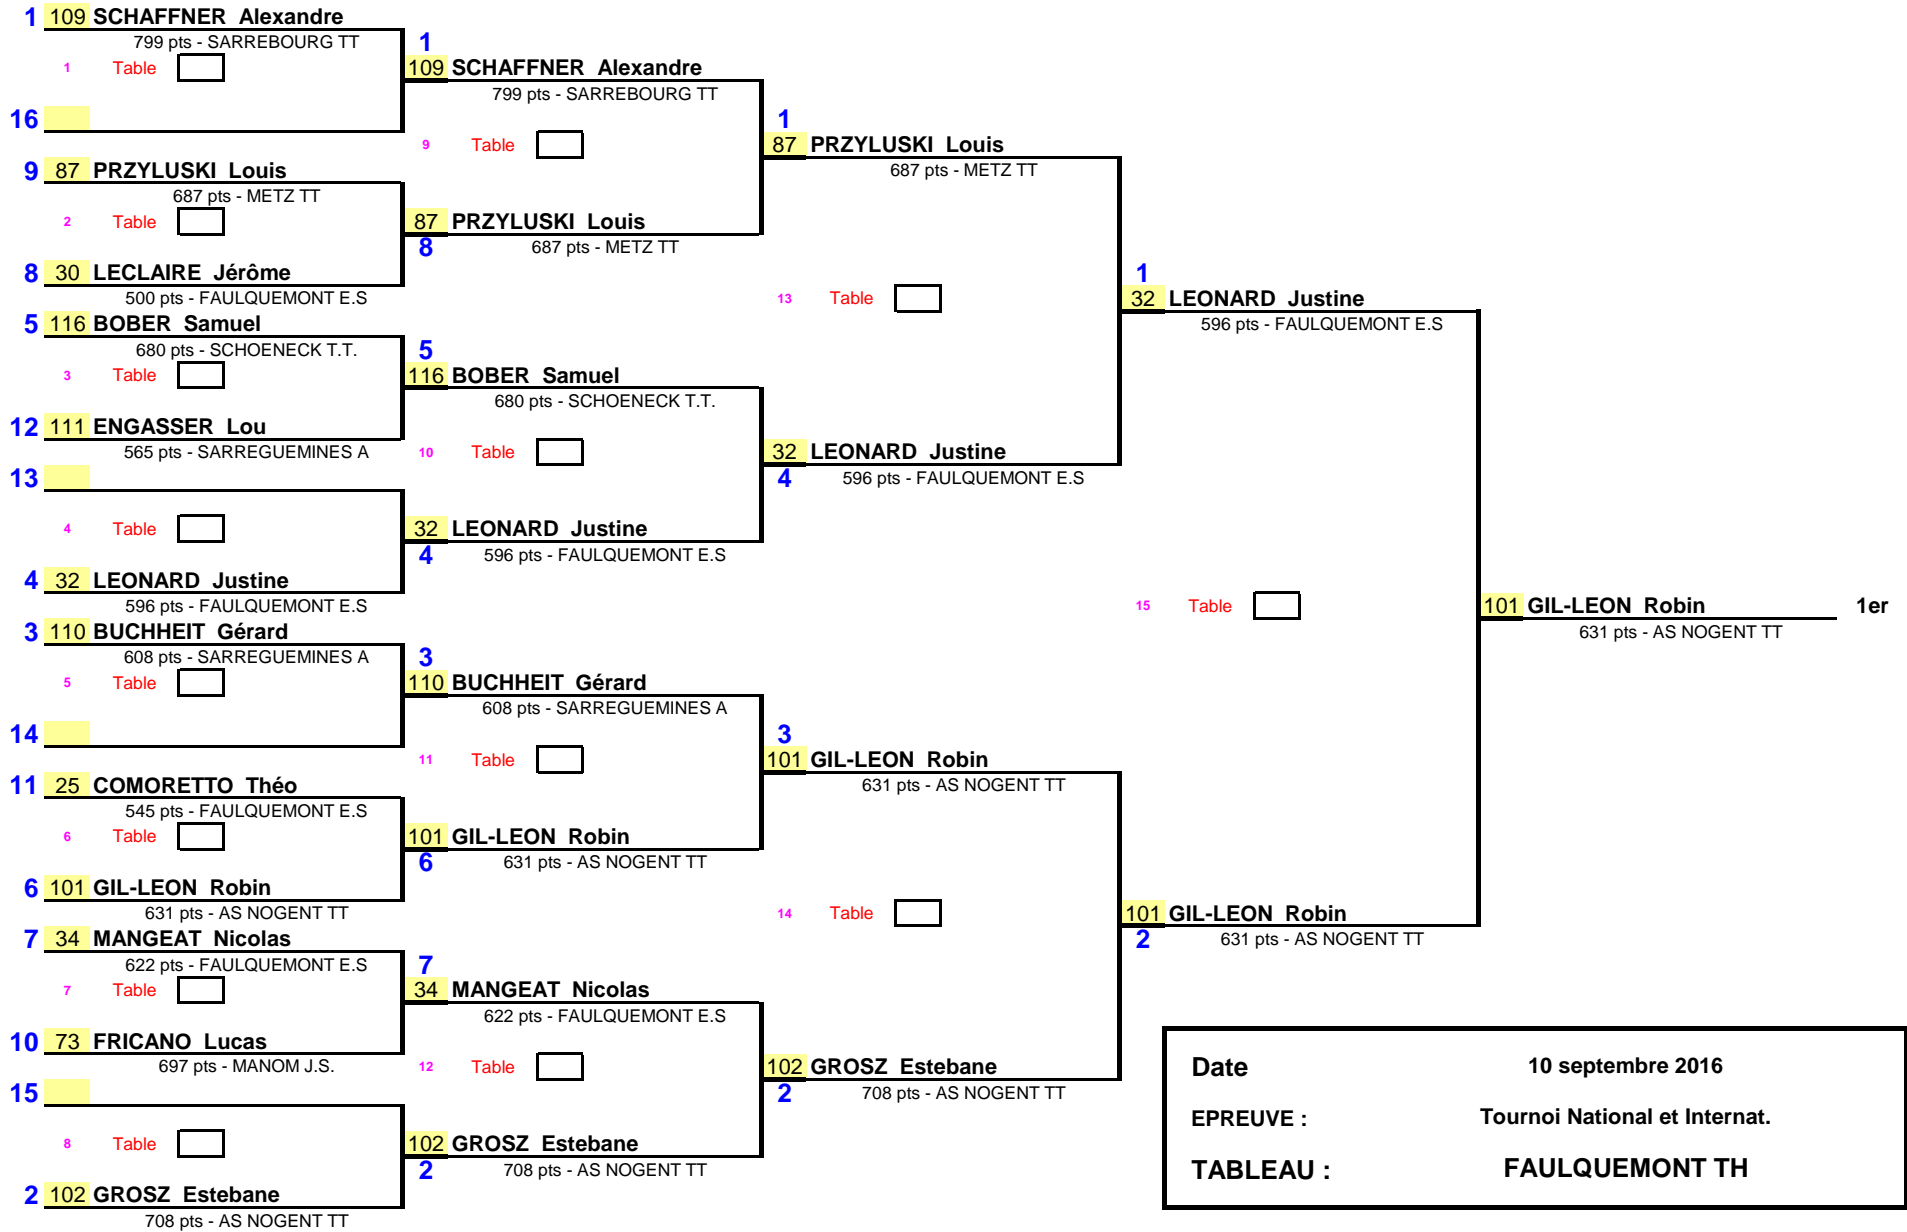 1 109 SCHAFFNER Alexandre
799 pts - SARREBOURG TT
1 Table
16
9 87 PRZYLUSKI Louis
687 pts - METZ TT
2 Table
8 30 LECLAIRE Jérôme
500 pts - FAULQUEMONT E.S
5 116 BOBER Samuel
680 pts - SCHOENECK T.T.
3 Table
12 111 ENGASSER Lou
565 pts - SARREGUEMINES A
13
4 Table
4 32 LEONARD Justine
596 pts - FAULQUEMONT E.S
3 110 BUCHHEIT Gérard
608 pts - SARREGUEMINES A
5 Table
14
11 25 COMORETTO Théo
545 pts - FAULQUEMONT E.S
6 Table
6 101 GIL-LEON Robin
631 pts - AS NOGENT TT
7 34 MANGEAT Nicolas
622 pts - FAULQUEMONT E.S
7 Table
10 73 FRICANO Lucas
697 pts - MANOM J.S.
15
8 Table
2 102 GROSZ Estebane
708 pts - AS NOGENT TT
1
109 SCHAFFNER Alexandre
799 pts - SARREBOURG TT
9 Table
87 PRZYLUSKI Louis
8 687 pts - METZ TT
5
116 BOBER Samuel
680 pts - SCHOENECK T.T.
10 Table
32 LEONARD Justine
4 596 pts - FAULQUEMONT E.S
3
110 BUCHHEIT Gérard
608 pts - SARREGUEMINES A
11 Table
101 GIL-LEON Robin
6 631 pts - AS NOGENT TT
7
34 MANGEAT Nicolas
622 pts - FAULQUEMONT E.S
12 Table
102 GROSZ Estebane
2 708 pts - AS NOGENT TT
1
87 PRZYLUSKI Louis
687 pts - METZ TT
13 Table
32 LEONARD Justine
4 596 pts - FAULQUEMONT E.S
3
101 GIL-LEON Robin
631 pts - AS NOGENT TT
14 Table
102 GROSZ Estebane
2 708 pts - AS NOGENT TT
1
32 LEONARD Justine
596 pts - FAULQUEMONT E.S
15 Table
101 GIL-LEON Robin
2 631 pts - AS NOGENT TT
101 GIL-LEON Robin 1er
631 pts - AS NOGENT TT
Date 10 septembre 2016
EPREUVE : Tournoi National et Internat.
TABLEAU : FAULQUEMONT TH